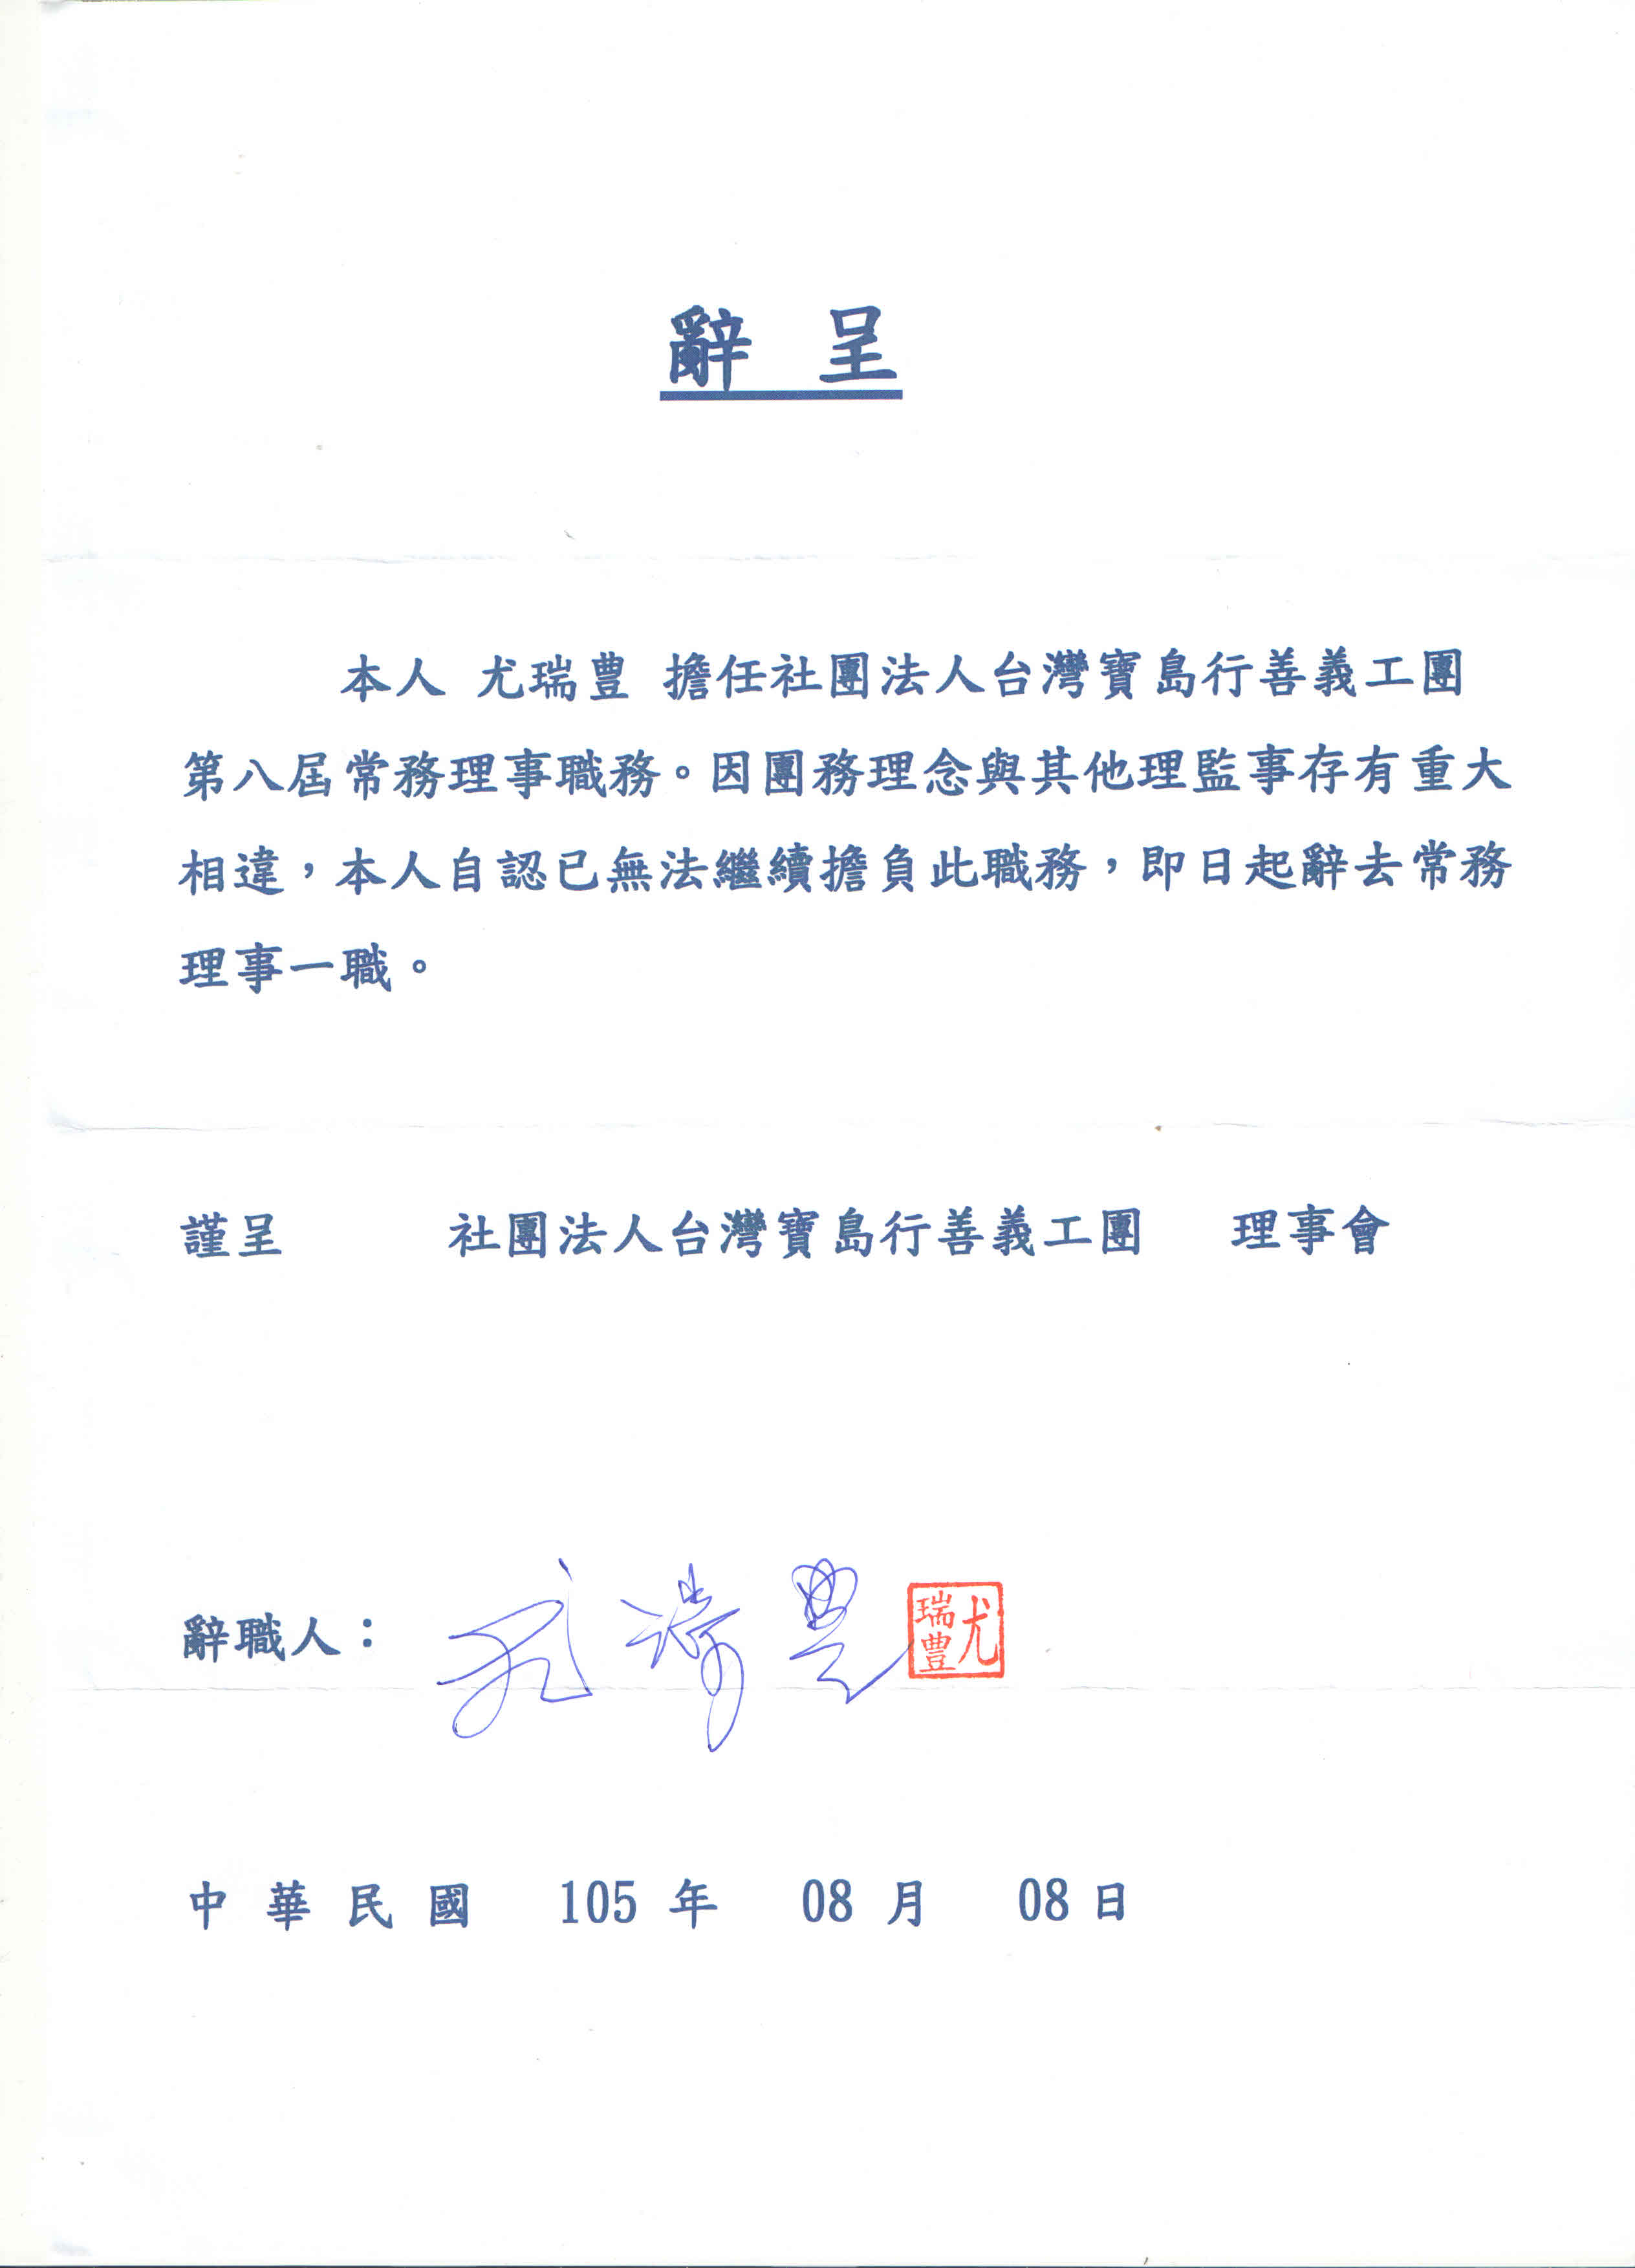 辭 呈
本人 尤瑞豊 擔任社團法人台灣寶島行善義工團
第八屆常務理事職務。因團務理念與其他理監事存有重大
相違，本人自認已無法繼續擔負此職務，即日起辭去常務
理事一職。
謹呈 社團法人台灣寶島行善義工團 理事會
辭職人： 尤瑞豊 尤瑞豊
中華民國 105 年 08 月 08 日